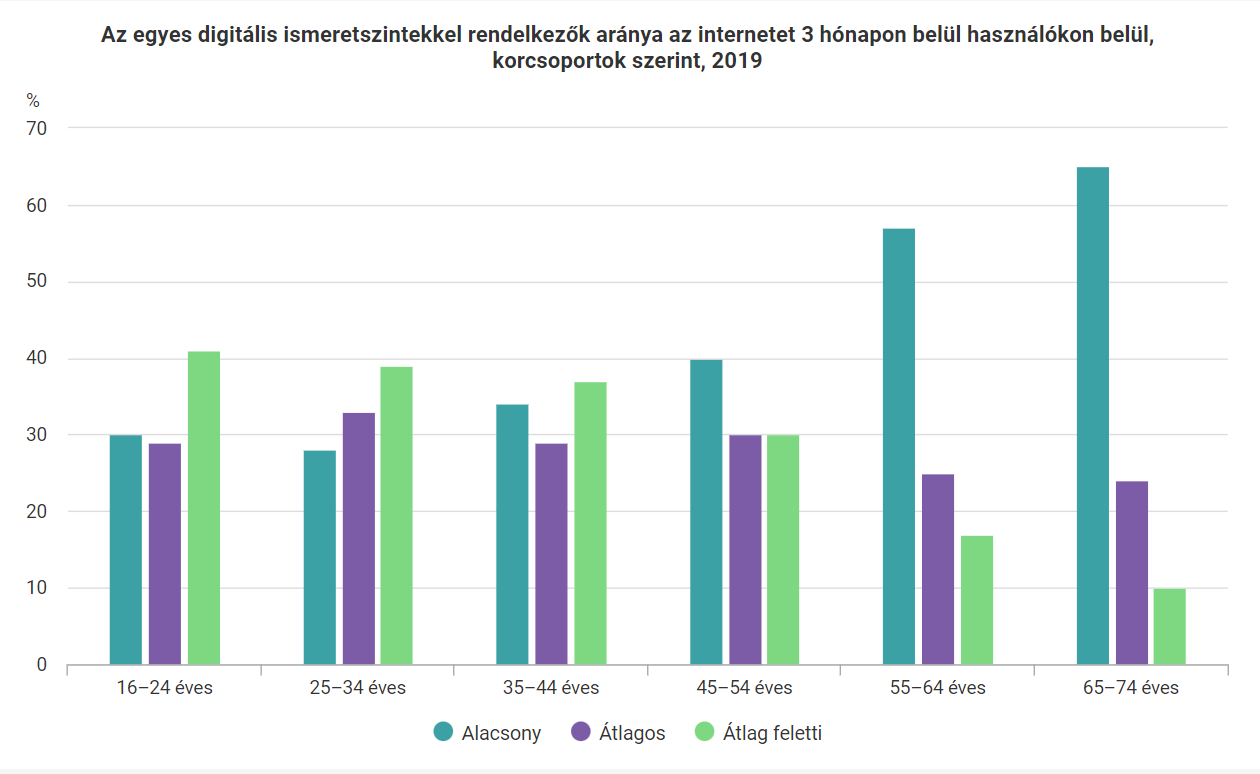 Az egyes digitális ismeretszintekkel rendelkezők aránya az internetet 3 hónapon belül használókon belül,
korcsoportok szerint, 2019
%
70
60
50
40
30
20
10
0
16–24 éves 25–34 éves 35–44 éves 45–54 éves 55–64 éves 65–74 éves
Alacsony Átlagos Átlag feletti